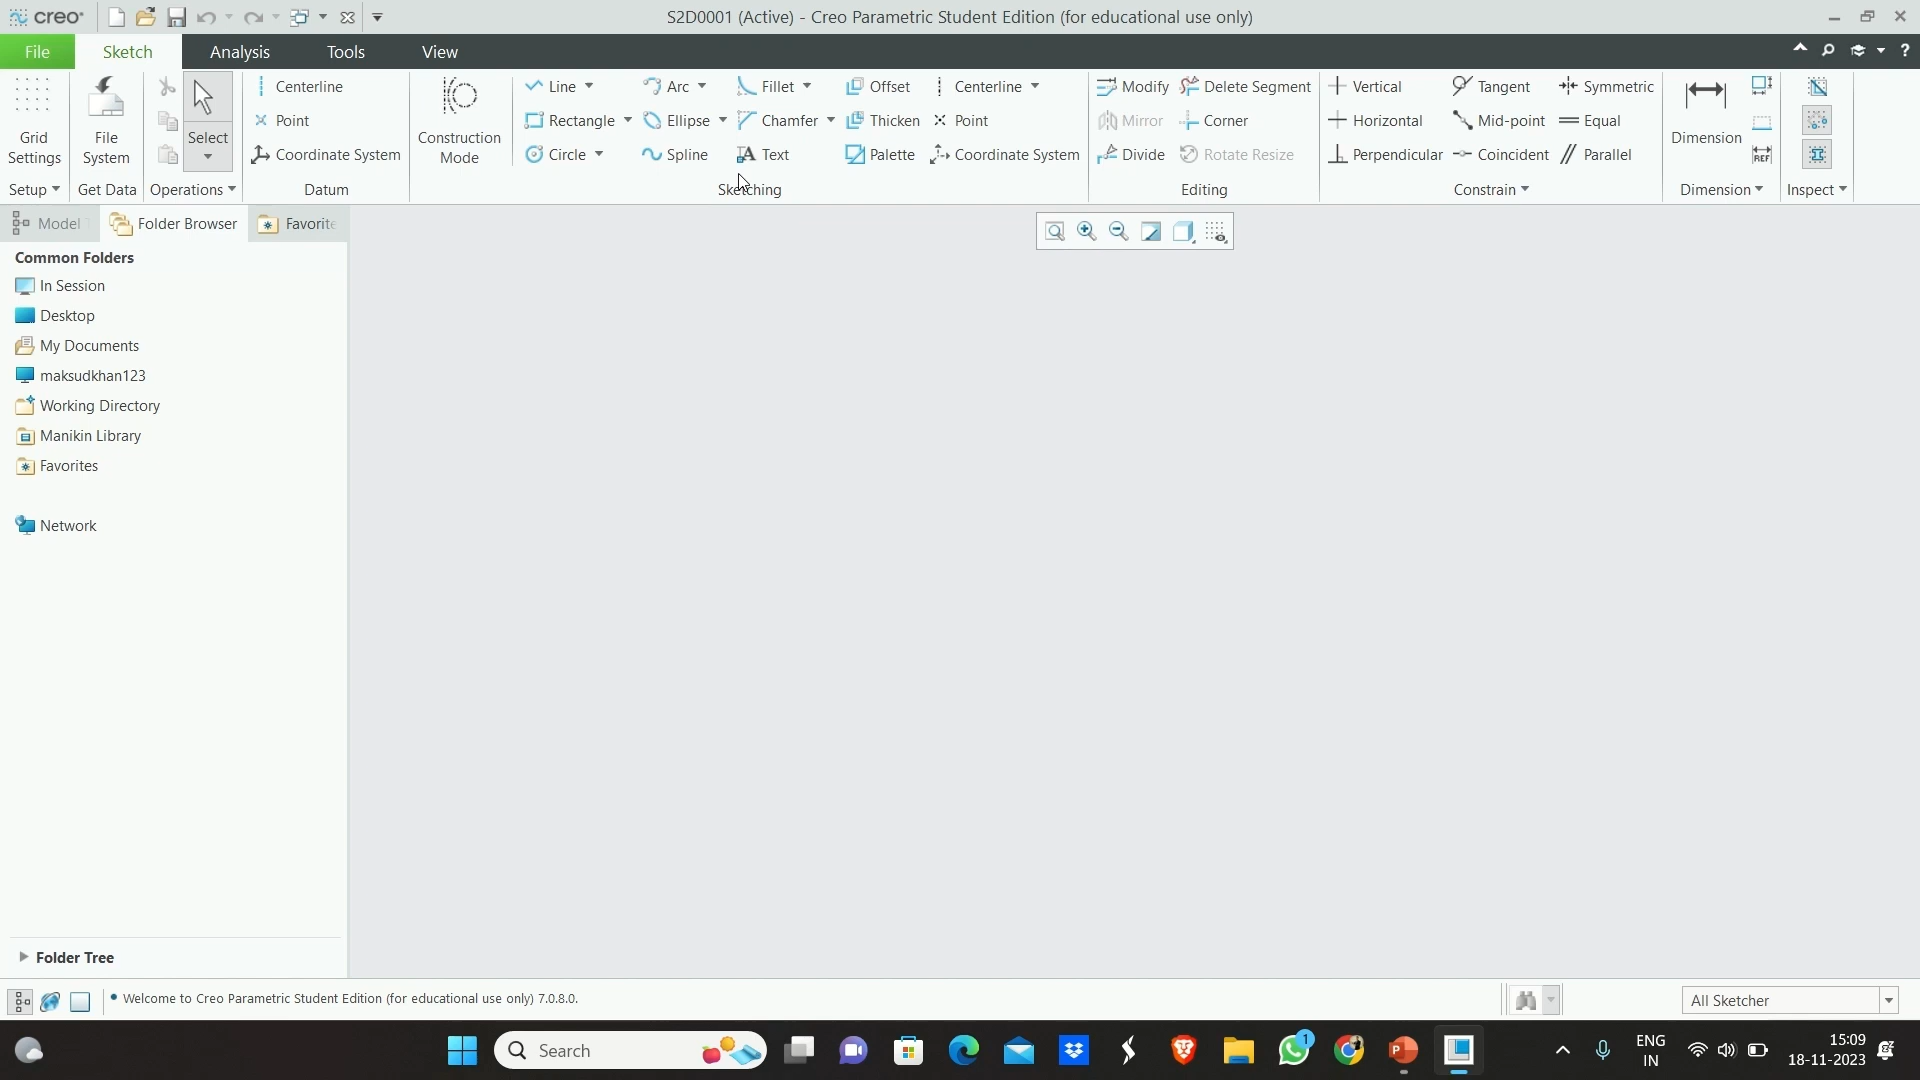 creo
S2D0001 (Active) - Creo Parametric Student Edition (for educational use only)
File
Sketch
Analysis
Tools
View
Grid
Settings
Setup
File
System
Get Data
Select
Operations
Centerline
Point
Coordinate System
Datum
Construction
Mode
Line
Rectangle
Circle
Arc
Ellipse
Spline
Fillet
Chamfer
Text
Offset
Thicken
Palette
Centerline
Point
Coordinate System
Sketching
Modify
Mirror
Divide
Delete Segment
Corner
Rotate Resize
Editing
Vertical
Horizontal
Perpendicular
Tangent
Mid-point
Coincident
Symmetric
Equal
Parallel
Constrain
Dimension
REF
Dimension
Inspect
Model
Folder Browser
Favorite
Common Folders
In Session
Desktop
My Documents
maksudkhan123
Working Directory
Manikin Library
Favorites
Network
Folder Tree
• Welcome to Creo Parametric Student Edition (for educational use only) 7.0.8.0.
All Sketcher
Search
1
ENG
IN
15:09
18-11-2023